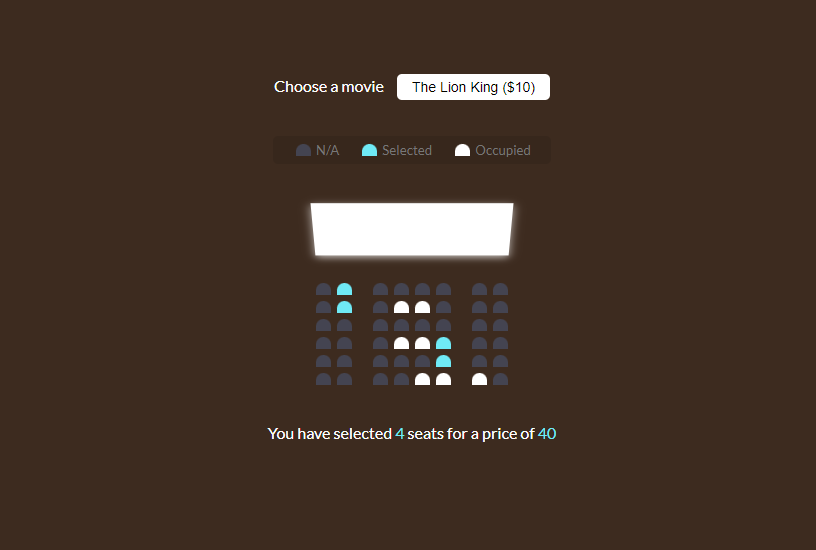 Choose a movie The Lion King ($10)
N/A Selected Occupied
You have selected 4 seats for a price of 40